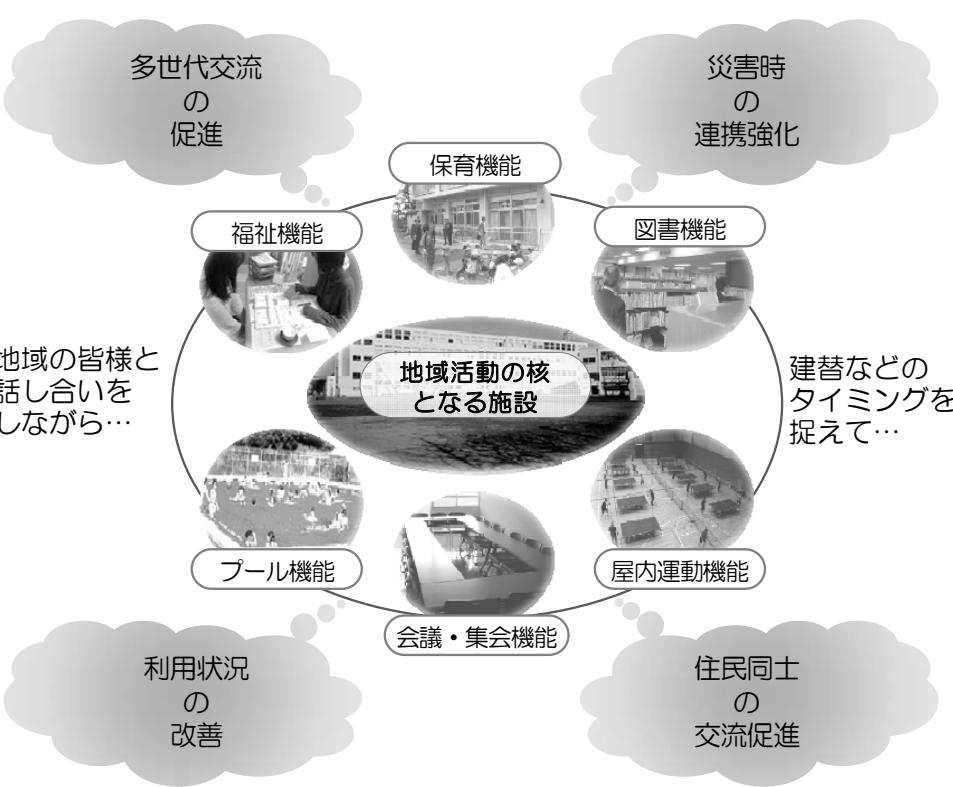 多世代交流
の
促進
災害時
の
連携強化
保育機能
福祉機能
図書機能
地域の皆様と
話し合いを
しながら…
地域活動の核
となる施設
建替などの
タイミングを
捉えて…
プール機能
屋内運動機能
会議・集会機能
利用状況
の
改善
住民同士
の
交流促進